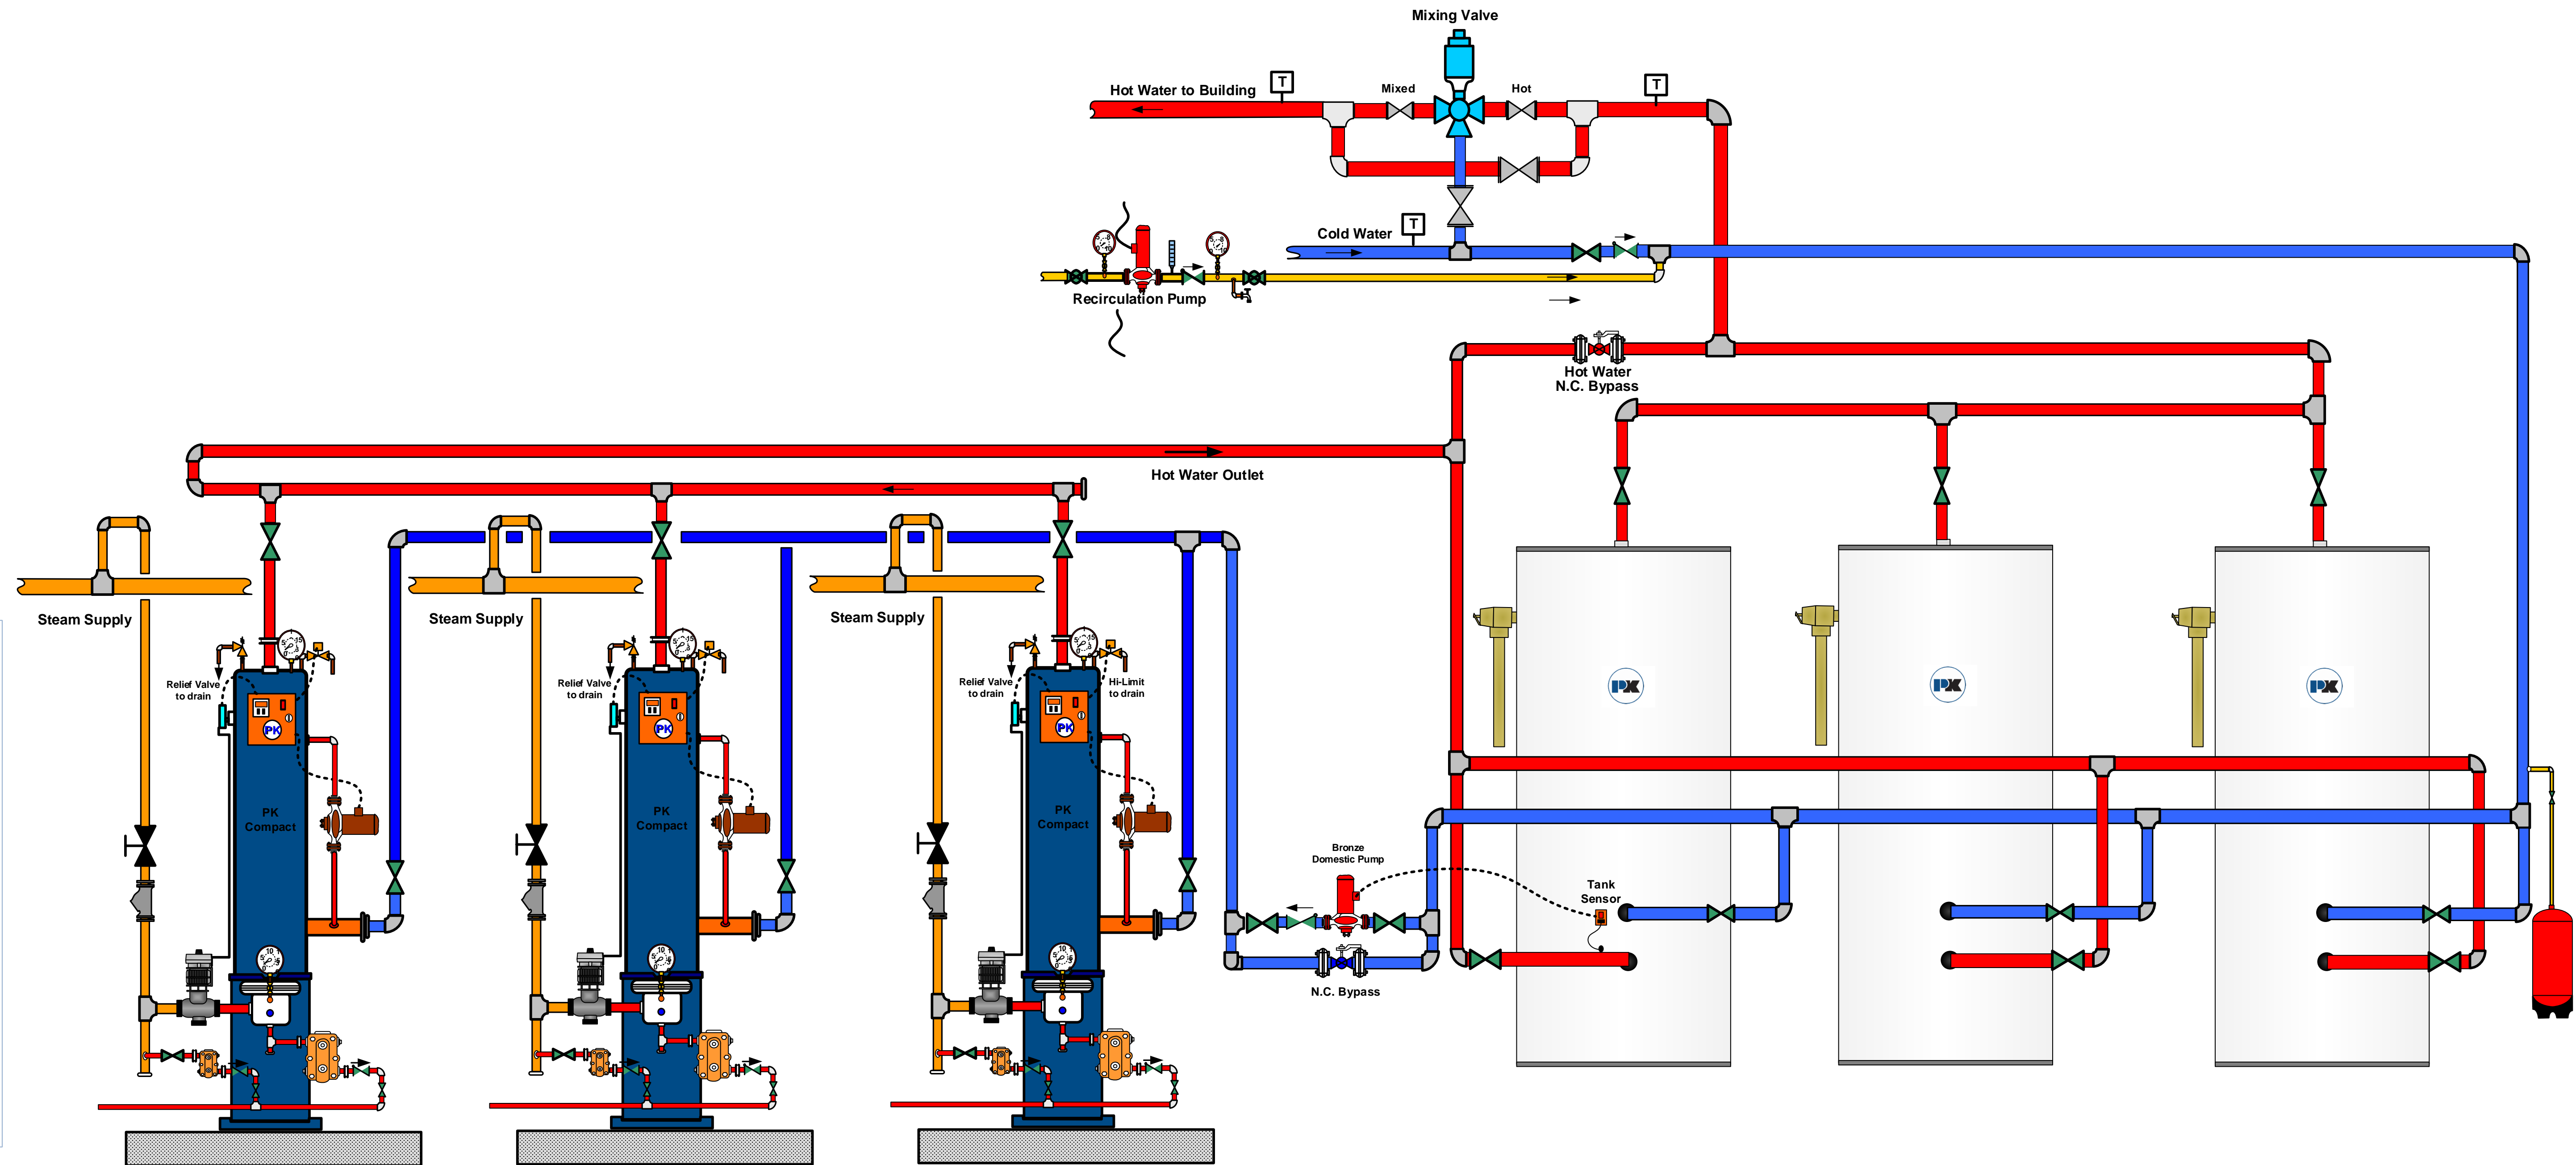 Mixing Valve
Hot Water to Building
T
Mixed
Hot
T
Cold Water
T
Recirculation Pump
Hot Water
N.C. Bypass
Hot Water Outlet
Steam Supply
Steam Supply
Steam Supply
Relief Valve
to drain
Relief Valve
to drain
Relief Valve
to drain
Hi-Limit
to drain
PK
PK
PK
PK
PK
PK
PK
Compact
PK
Compact
Bronze
Domestic Pump
Tank
Sensor
N.C. Bypass